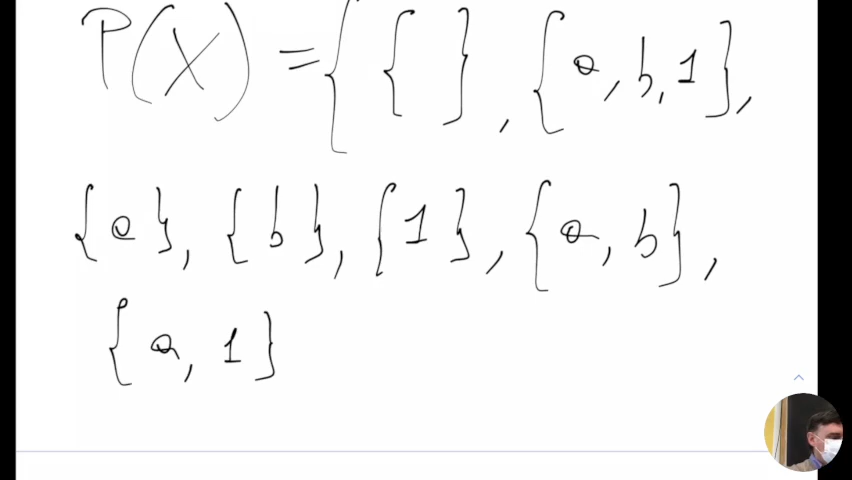 P(X) = { { }, {a, b, 1},
{a}, {b}, {1}, {a, b},
{a, 1}